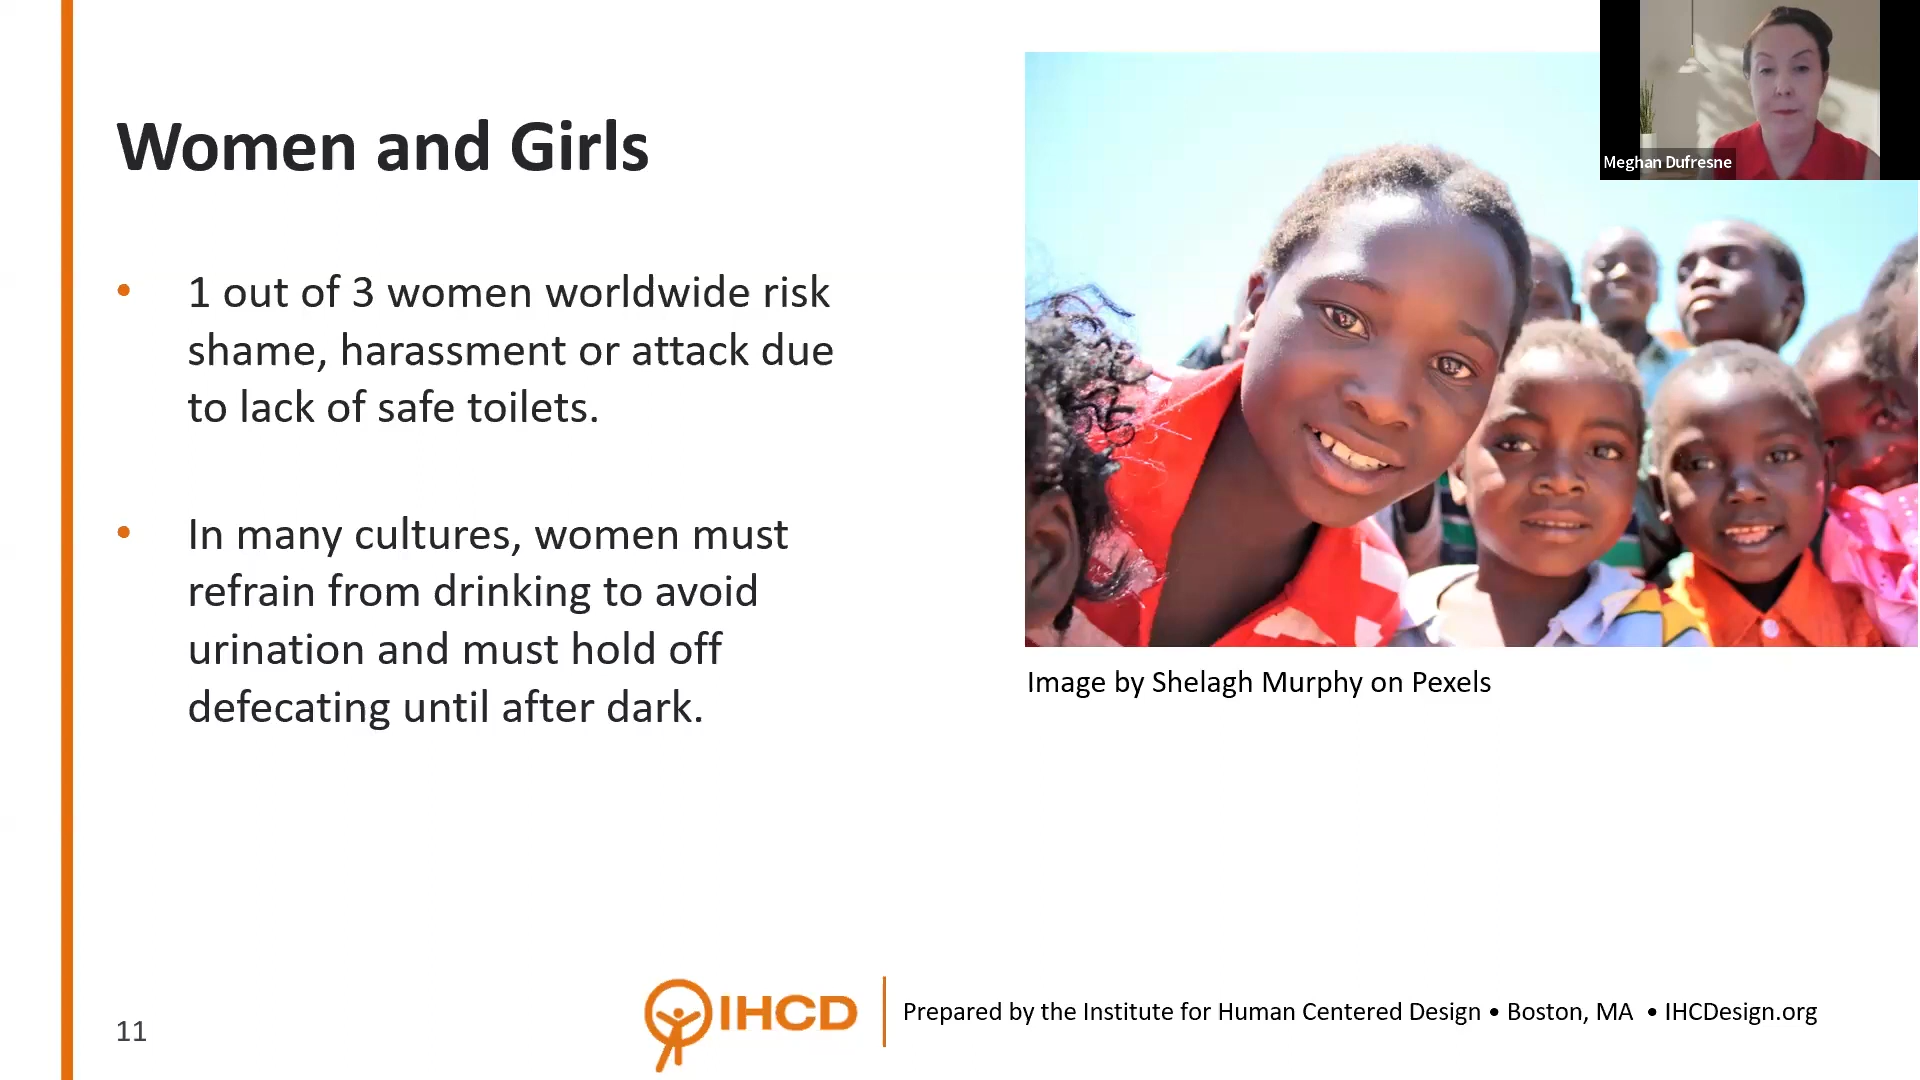 Women and Girls
• 1 out of 3 women worldwide risk
shame, harassment or attack due
to lack of safe toilets.
• In many cultures, women must
refrain from drinking to avoid
urination and must hold off
defecating until after dark.
Meghan Dufresne
Image by Shelagh Murphy on Pexels
11
IHCD
Prepared by the Institute for Human Centered Design • Boston, MA • IHCDesign.org